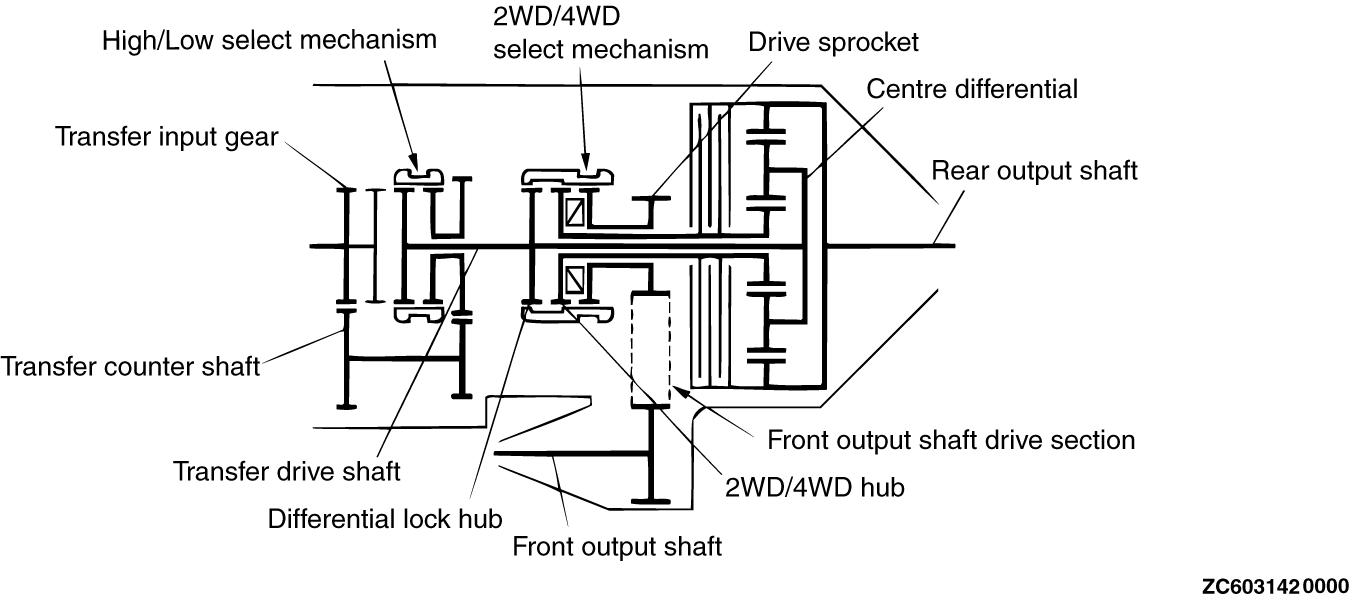 High/Low select mechanism
2WD/4WD
select mechanism
Drive sprocket
Centre differential
Transfer input gear
Rear output shaft
Transfer counter shaft
Front output shaft drive section
Transfer drive shaft
2WD/4WD hub
Differential lock hub
Front output shaft
ZC6031420000